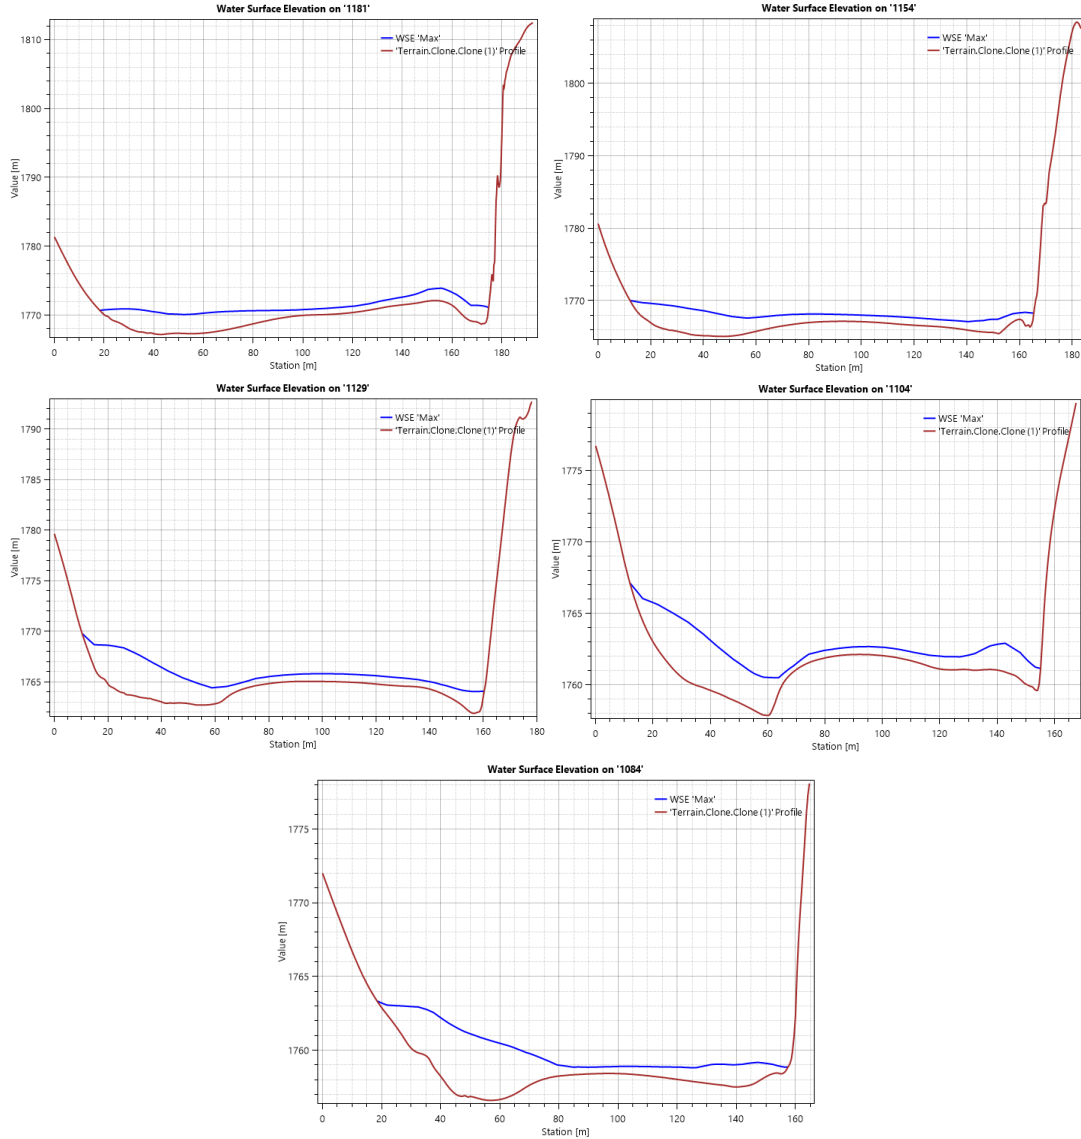 Water Surface Elevation on '1181'
WSE 'Max'
'Terrain.Clone.Clone (1)' Profile
Value [m]
1810
1800
1790
1780
1770
0 20 40 60 80 100 120 140 160 180
Station [m]
Water Surface Elevation on '1154'
WSE 'Max'
'Terrain.Clone.Clone (1)' Profile
Value [m]
1800
1790
1780
1770
0 20 40 60 80 100 120 140 160 180
Station [m]
Water Surface Elevation on '1129'
WSE 'Max'
'Terrain.Clone.Clone (1)' Profile
Value [m]
1790
1785
1780
1775
1770
1765
0 20 40 60 80 100 120 140 160 180
Station [m]
Water Surface Elevation on '1104'
WSE 'Max'
'Terrain.Clone.Clone (1)' Profile
Value [m]
1775
1770
1765
1760
0 20 40 60 80 100 120 140 160
Station [m]
Water Surface Elevation on '1084'
WSE 'Max'
'Terrain.Clone.Clone (1)' Profile
Value [m]
1775
1770
1765
1760
0 20 40 60 80 100 120 140 160
Station [m]